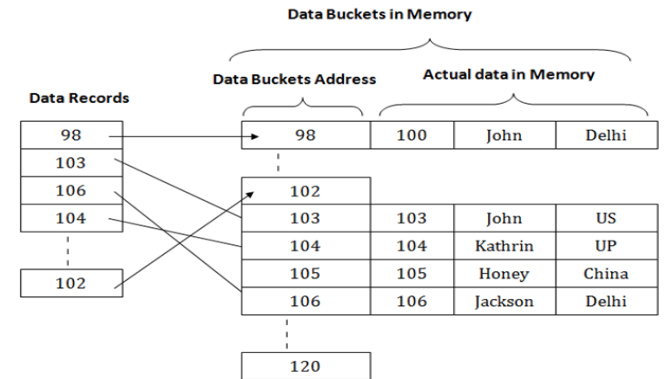 Data Buckets in Memory
Data Buckets Address
Actual data in Memory
Data Records
98
98 100 John Delhi
103
106
102
104
103 103 John US
104 104 Kathrin UP
102
105 105 Honey China
106 106 Jackson Delhi
120